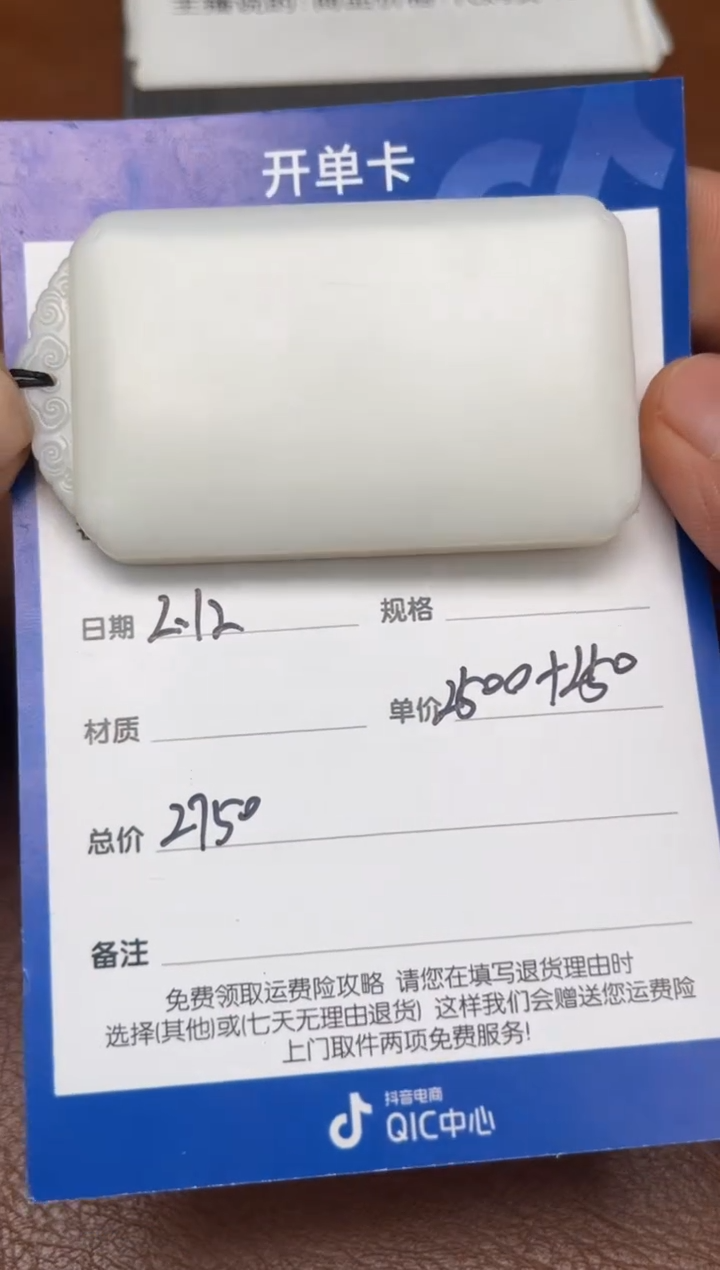 开单卡
日期 2.12 规格
材质 单价 2500+250
总价 2750
备注
免费领取运费险攻略 请您在填写退货理由时
选择(其他)或(七天无理由退货) 这样我们会赠送您运费险
上门取件两项免费服务!
抖音电商
QIC中心